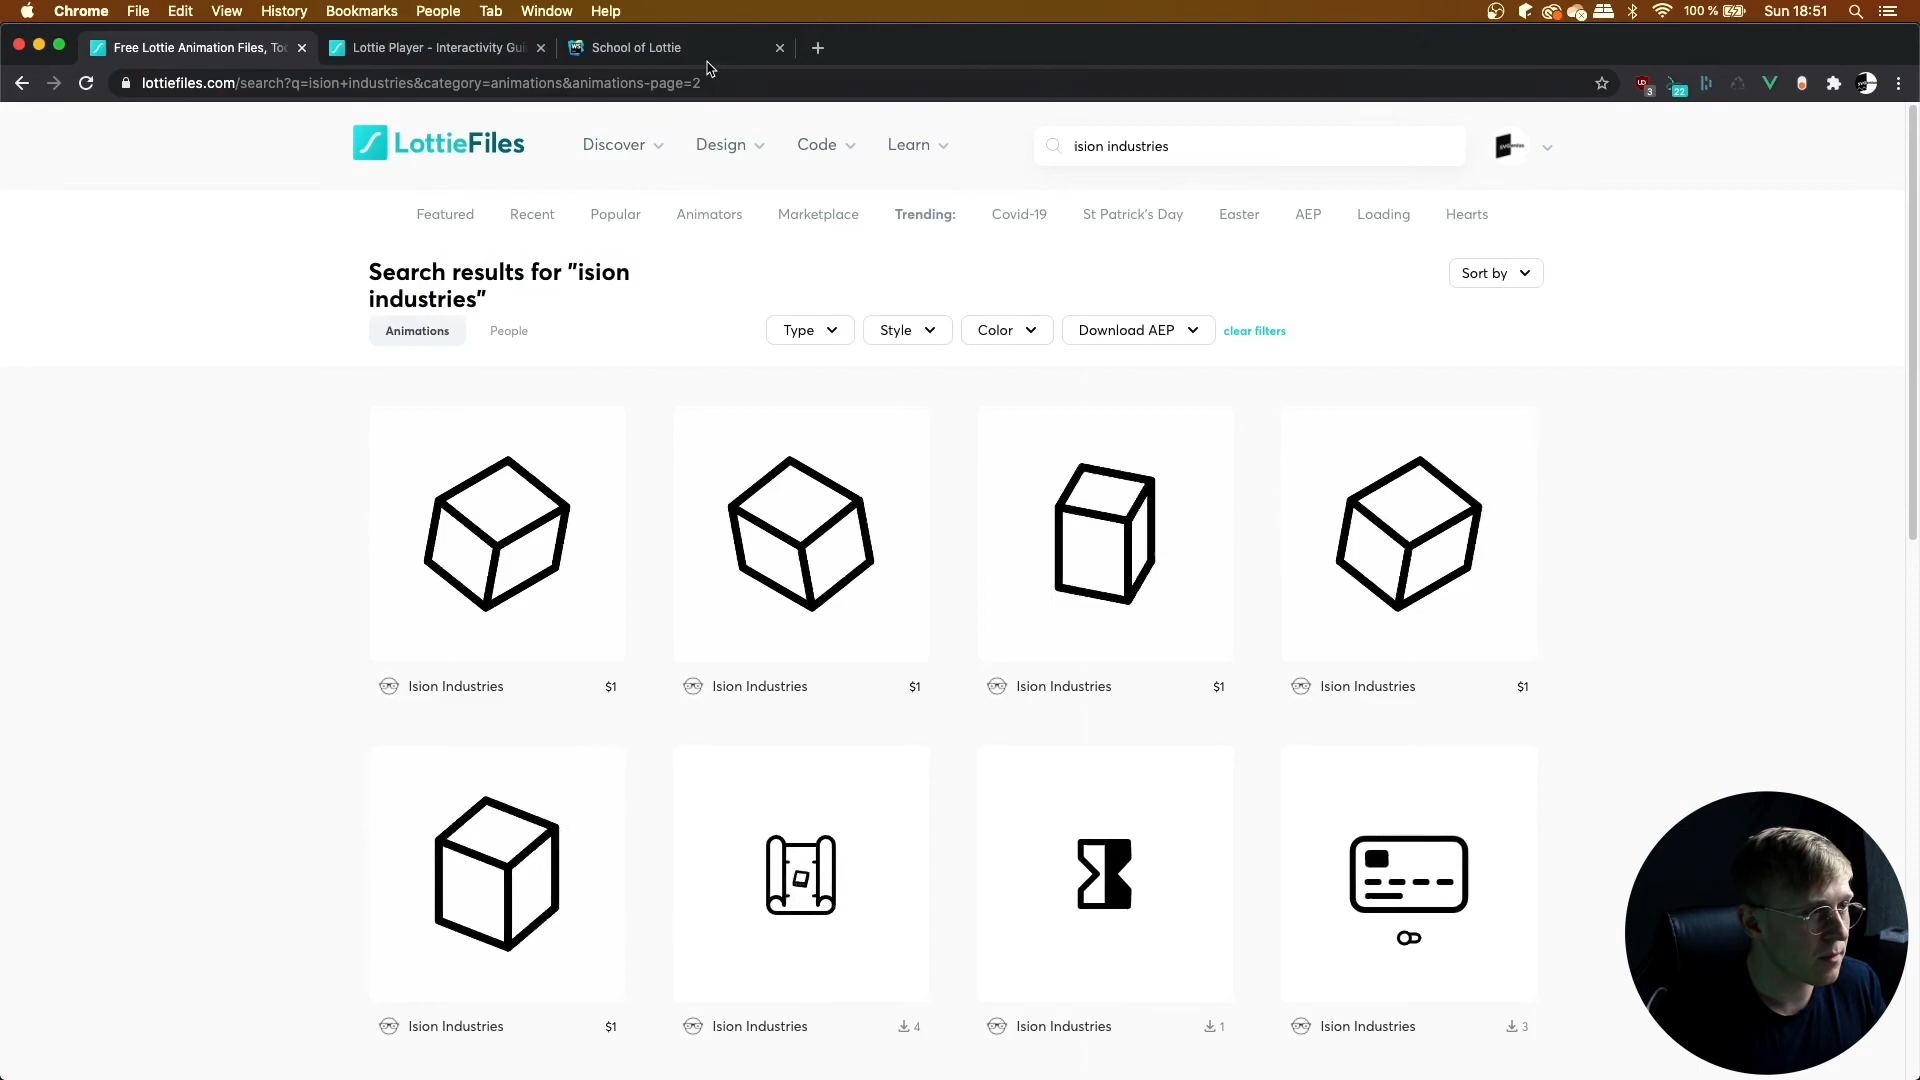 Chrome File Edit View History Bookmarks People Tab Window Help 100 % Sun 18:51
Free Lottie Animation Files, Too Lottie Player - Interactivity Gui School of Lottie
lottiefiles.com/search?q=ision+industries&category=animations&animations-page=2 3 22
LottieFiles Discover Design Code Learn ision industries
Featured Recent Popular Animators Marketplace Trending: Covid-19 St Patrick's Day Easter AEP Loading Hearts
Search results for "ision
industries"
Sort by
Animations People Type Style Color Download AEP clear filters
Ision Industries $1 Ision Industries $1 Ision Industries $1 Ision Industries $1
Ision Industries $1 Ision Industries 4 Ision Industries 1 Ision Industries 3